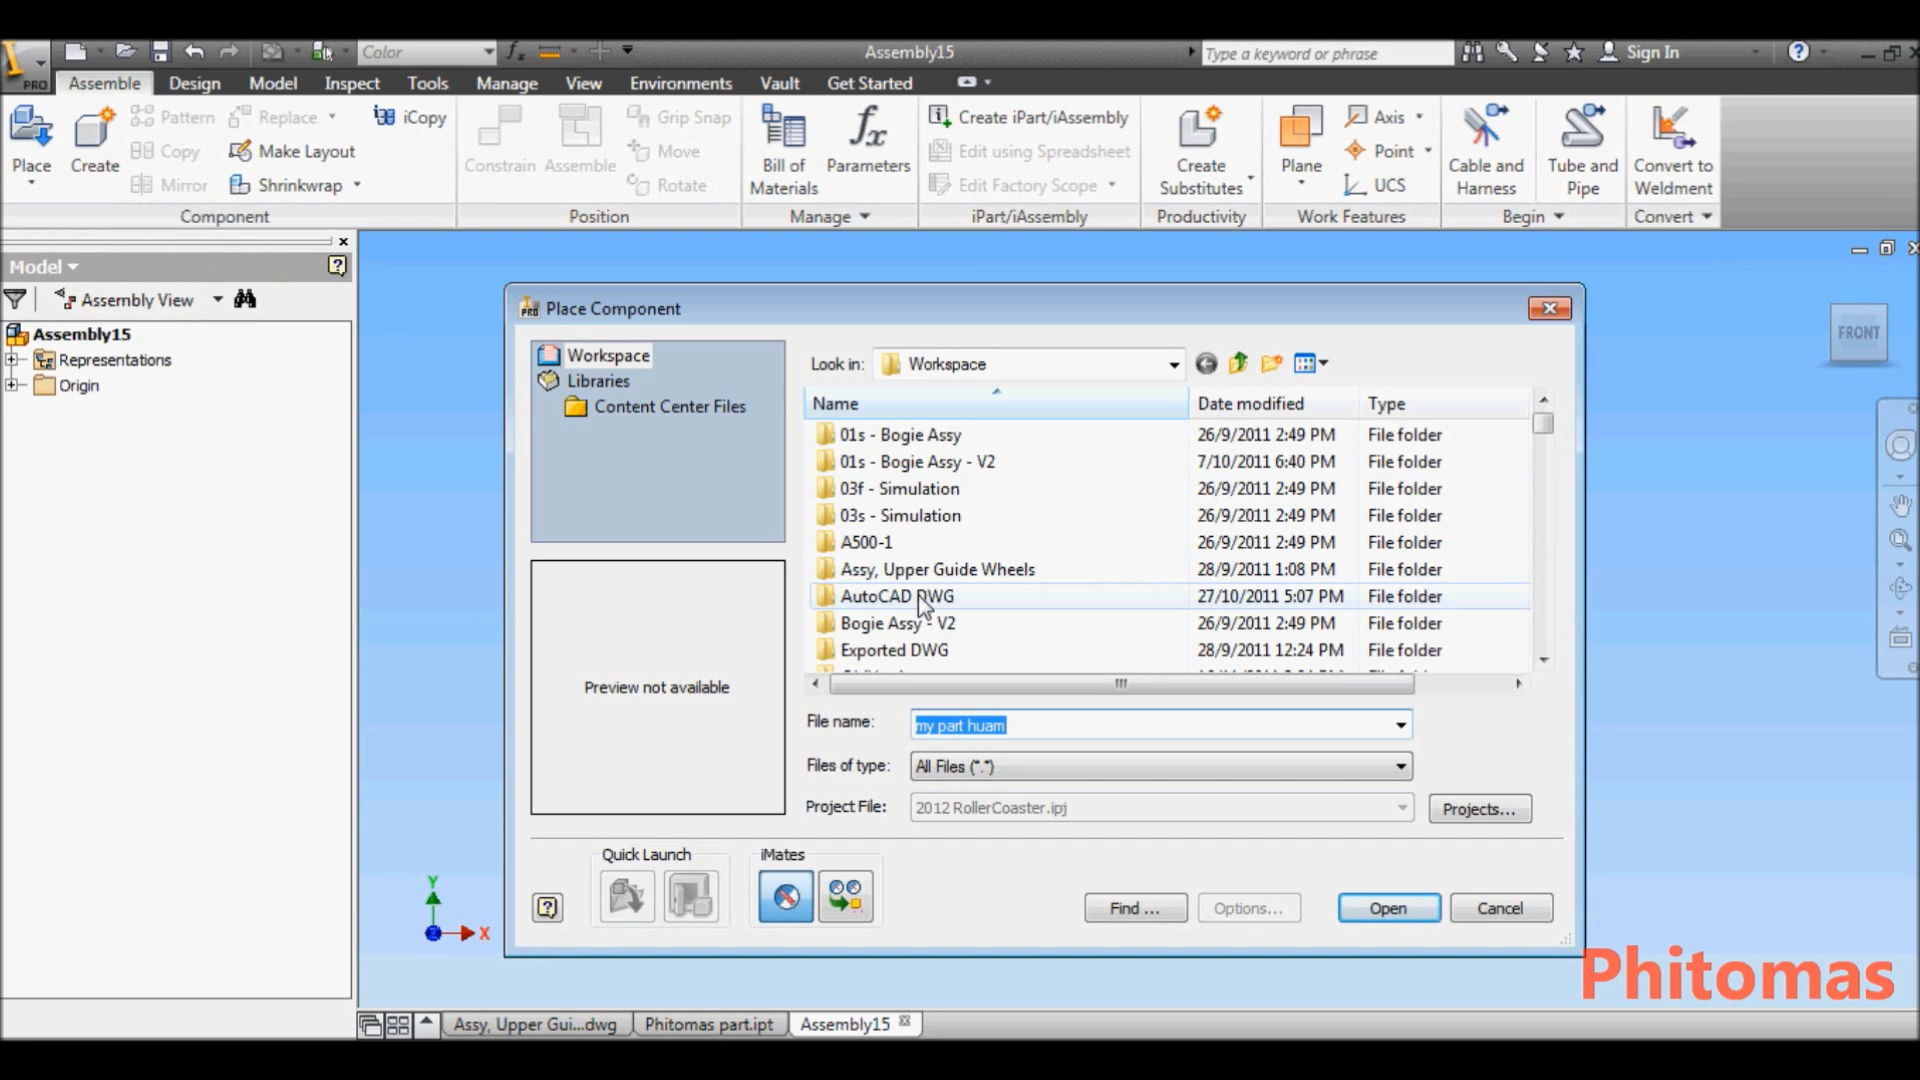 Color
Assembly15
Type a keyword or phrase
Sign In
PRO
Assemble
Design
Model
Inspect
Tools
Manage
View
Environments
Vault
Get Started
Place
Create
Pattern
Copy
Mirror
Replace
Make Layout
Shrinkwrap
iCopy
Component
Constrain
Assemble
Grip Snap
Move
Rotate
Position
Bill of
Materials
Parameters
Manage
Create iPart/iAssembly
Edit using Spreadsheet
Edit Factory Scope
iPart/iAssembly
Create
Substitutes
Productivity
Plane
Axis
Point
UCS
Work Features
Cable and
Harness
Tube and
Pipe
Begin
Convert to
Weldment
Convert
Model
Assembly View
Assembly15
Representations
Origin
FRONT
Place Component
Workspace
Libraries
Content Center Files
Preview not available
Look in: Workspace
Name Date modified Type
01s - Bogie Assy 26/9/2011 2:49 PM File folder
01s - Bogie Assy - V2 7/10/2011 6:40 PM File folder
03f - Simulation 26/9/2011 2:49 PM File folder
03s - Simulation 26/9/2011 2:49 PM File folder
A500-1 26/9/2011 2:49 PM File folder
Assy, Upper Guide Wheels 28/9/2011 1:08 PM File folder
AutoCAD DWG 27/10/2011 5:07 PM File folder
Bogie Assy - V2 26/9/2011 2:49 PM File folder
Exported DWG 28/9/2011 12:24 PM File folder
File name: my part huam
Files of type: All Files (*.*)
Project File: 2012 RollerCoaster.ipj
Projects...
Quick Launch
iMates
Find ...
Options...
Open
Cancel
Y
X
Phitomas
Assy, Upper Gui...dwg
Phitomas part.ipt
Assembly15